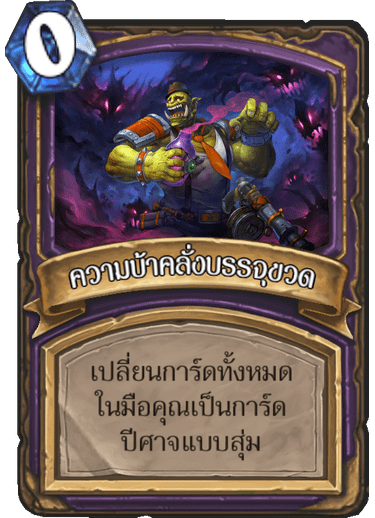 0
ความบ้าคลั่งบรรจุขวด
เปลี่ยนการ์ดทั้งหมด
ในมือคุณเป็นการ์ด
ปีศาจแบบสุ่ม